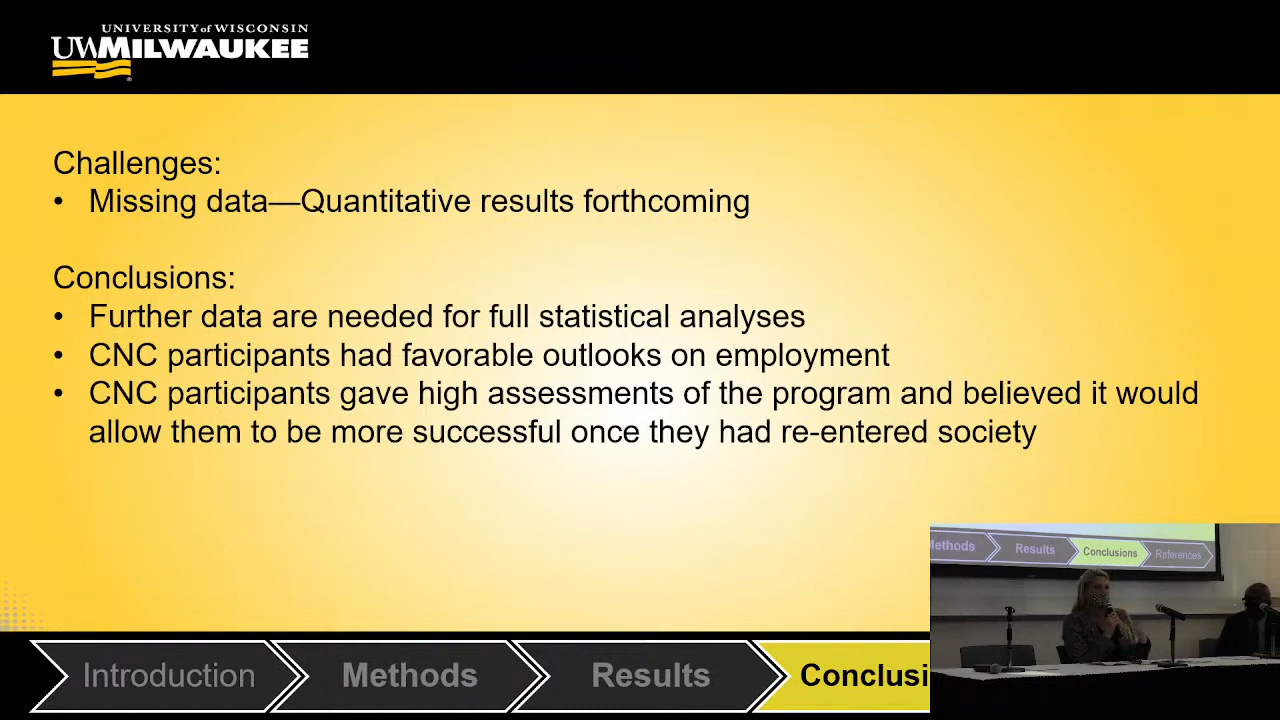 UNIVERSITY of WISCONSIN
UWMILWAUKEE
Challenges:
• Missing data—Quantitative results forthcoming
Conclusions:
• Further data are needed for full statistical analyses
• CNC participants had favorable outlooks on employment
• CNC participants gave high assessments of the program and believed it would
allow them to be more successful once they had re-entered society
Methods
Results
Conclusions
References
Introduction
Methods
Results
Conclusi